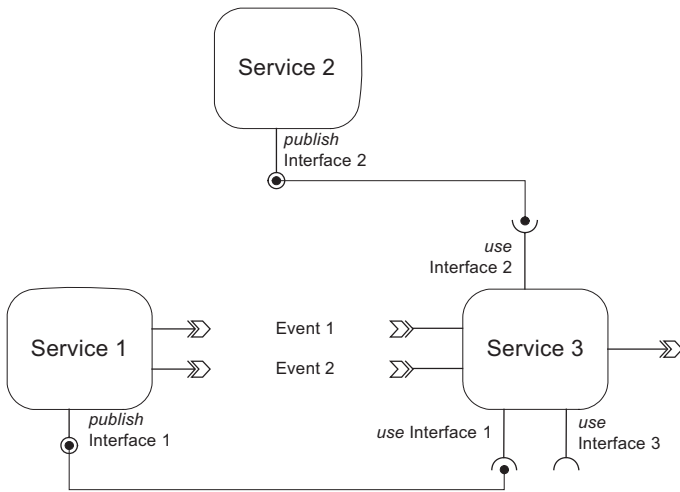 Service 2
publish
Interface 2
use
Interface 2
Service 1
Event 1
Event 2
Service 3
publish
Interface 1
use Interface 1
use
Interface 3